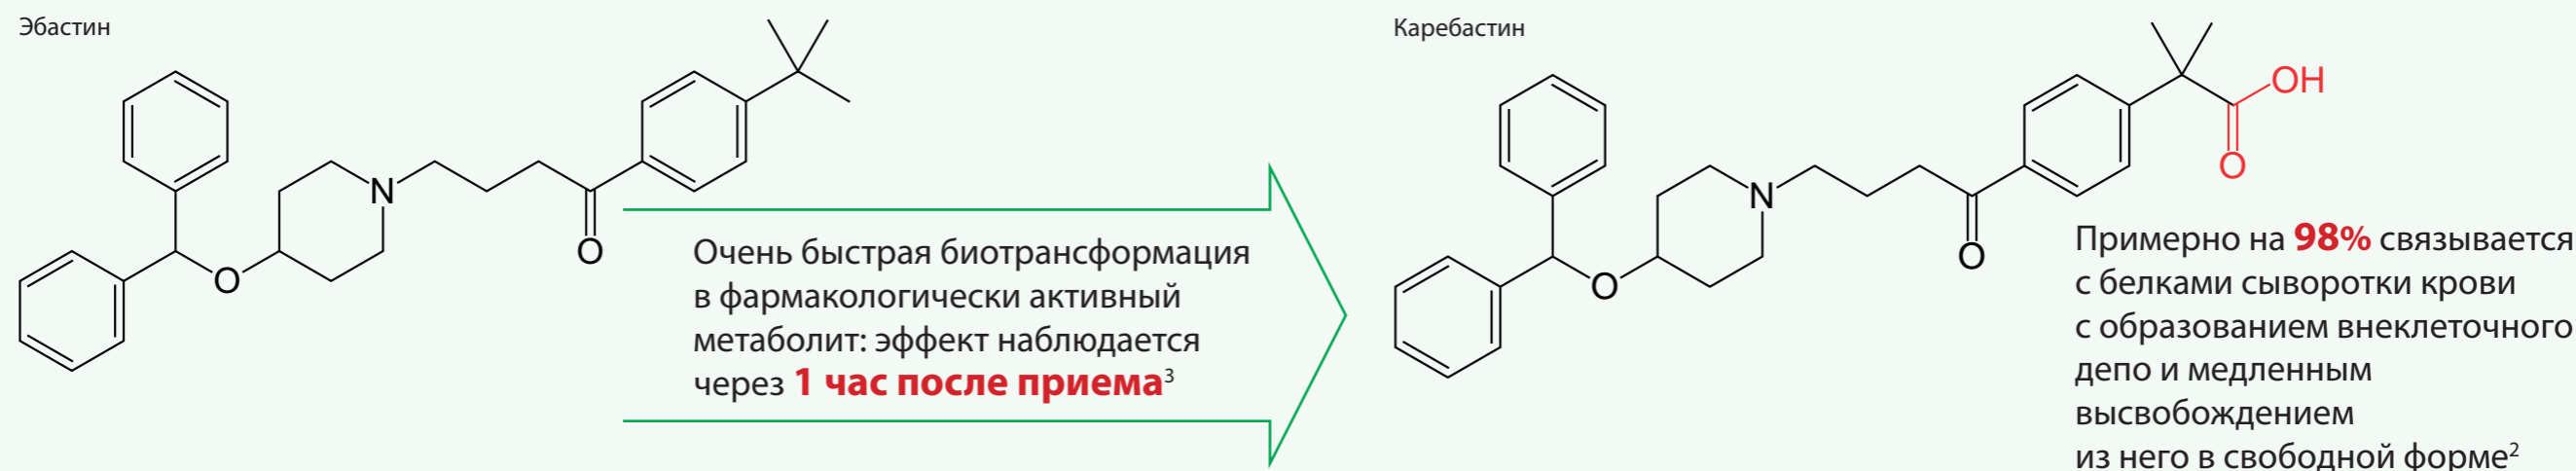 Эбастин
N
O
O
Очень быстрая биотрансформация
в фармакологически активный
метаболит: эффект наблюдается
через 1 час после приема³
Каребастин
OH
O
N
O
O
Примерно на 98% связывается
с белками сыворотки крови
с образованием внеклеточного
депо и медленным
высвобождением
из него в свободной форме²